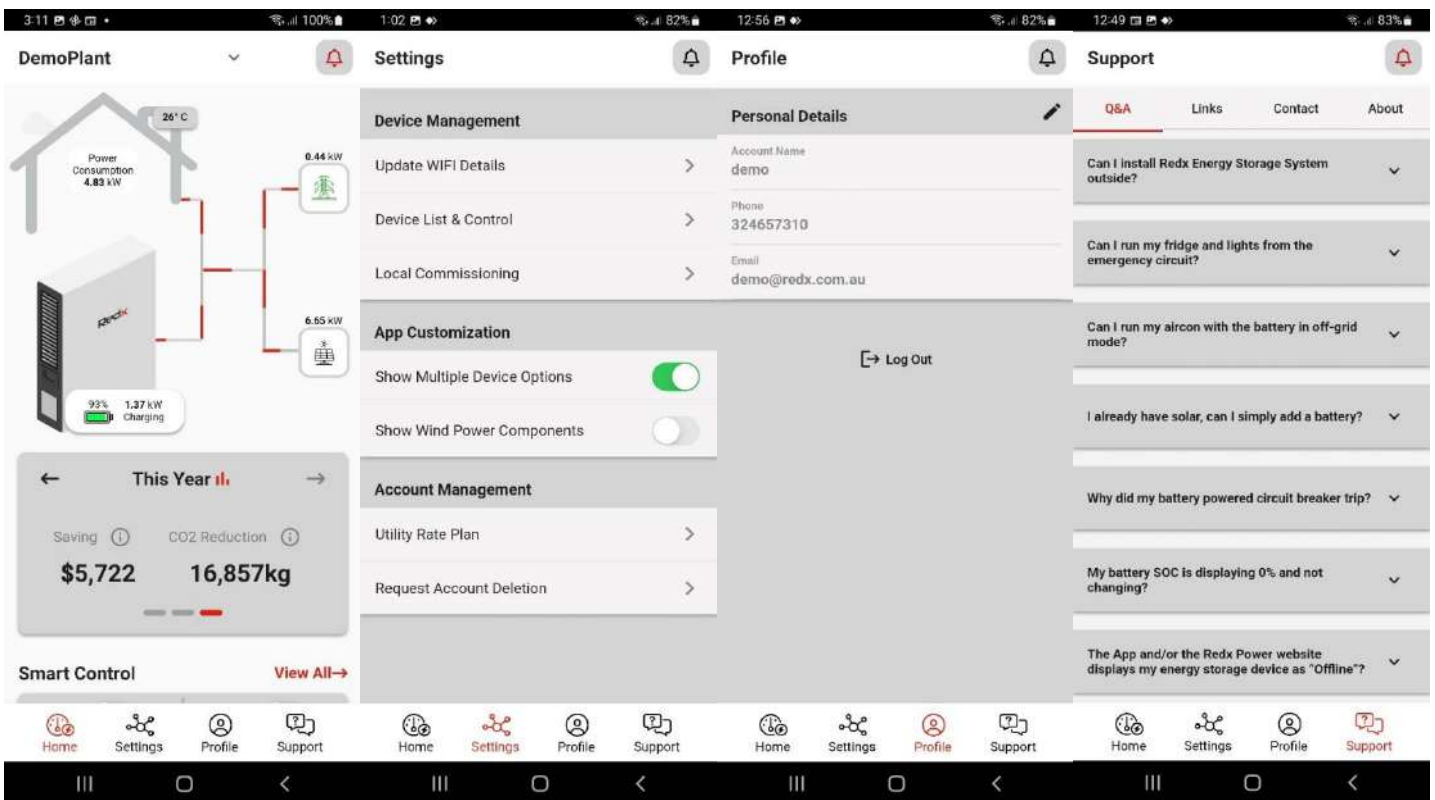 3:11
100%
DemoPlant
26° C
Power
Consumption
4.83 kW
0.44 kW
Redx
6.65 kW
93%
1.37 kW
Charging
This Year
Saving
CO2 Reduction
$5,722
16,857kg
Smart Control
View All→
Home
Settings
Profile
Support
1:02
82%
Settings
Device Management
Update WIFI Details
Device List & Control
Local Commissioning
App Customization
Show Multiple Device Options
Show Wind Power Components
Account Management
Utility Rate Plan
Request Account Deletion
Home
Settings
Profile
Support
12:56
82%
Profile
Personal Details
Account Name
demo
Phone
324657310
Email
demo@redx.com.au
Log Out
Home
Settings
Profile
Support
12:49
83%
Support
Q&A
Links
Contact
About
Can I install Redx Energy Storage System
outside?
Can I run my fridge and lights from the
emergency circuit?
Can I run my aircon with the battery in off-grid
mode?
I already have solar, can I simply add a battery?
Why did my battery powered circuit breaker trip?
My battery SOC is displaying 0% and not
changing?
The App and/or the Redx Power website
displays my energy storage device as "Offline"?
Home
Settings
Profile
Support